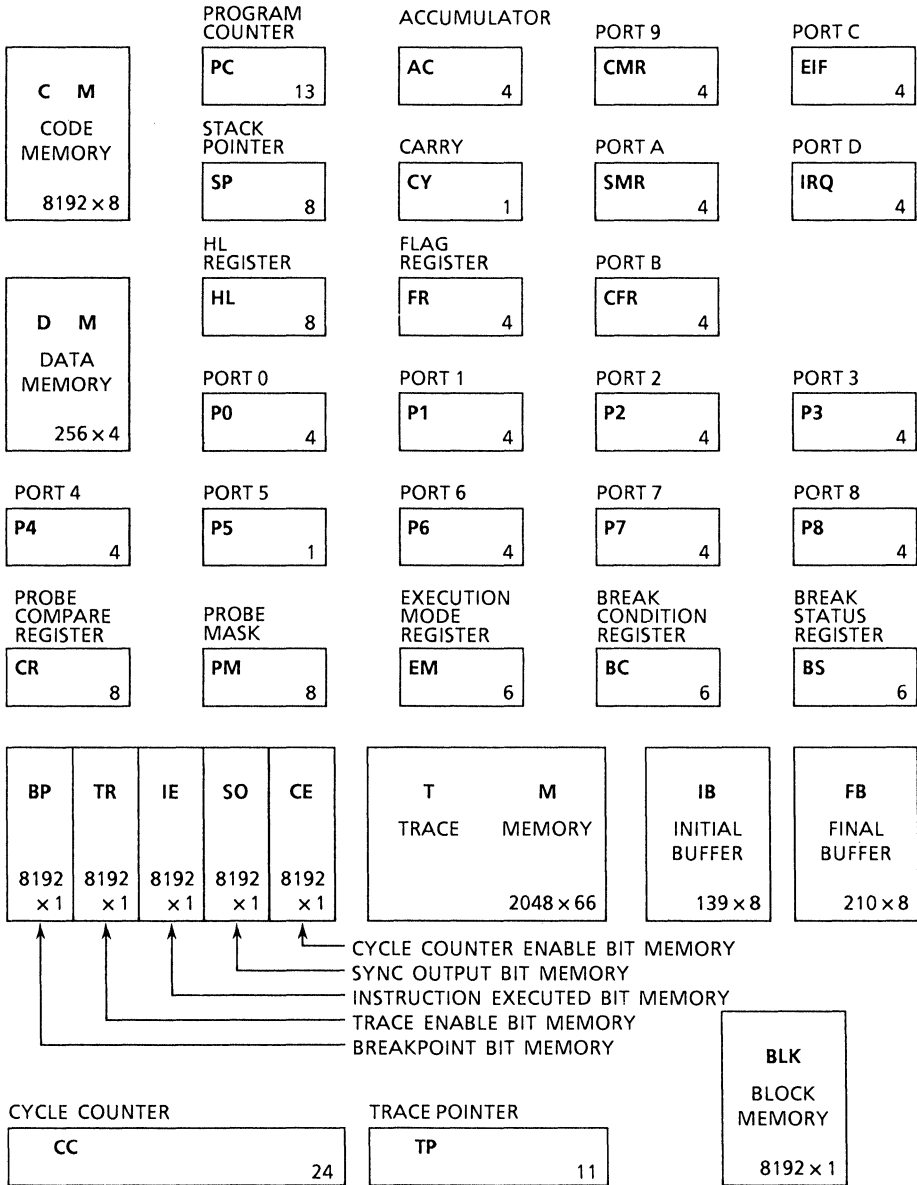 PROGRAM COUNTER
PC
13
ACCUMULATOR
AC
4
PORT 9
CMR
4
PORT C
EIF
4
C M
CODE
MEMORY
8192 × 8
STACK
POINTER
SP
8
CARRY
CY
1
PORT A
SMR
4
PORT D
IRQ
4
HL
REGISTER
HL
8
FLAG
REGISTER
FR
4
PORT B
CFR
4
D M
DATA
MEMORY
256 × 4
PORT 0
P0
4
PORT 1
P1
4
PORT 2
P2
4
PORT 3
P3
4
PORT 4
P4
4
PORT 5
P5
1
PORT 6
P6
4
PORT 7
P7
4
PORT 8
P8
4
PROBE
COMPARE
REGISTER
CR
8
PROBE
MASK
PM
8
EXECUTION
MODE
REGISTER
EM
6
BREAK
CONDITION
REGISTER
BC
6
BREAK
STATUS
REGISTER
BS
6
BP
8192
× 1
TR
8192
× 1
IE
8192
× 1
SO
8192
× 1
CE
8192
× 1
T M
TRACE MEMORY
2048 × 66
IB
INITIAL
BUFFER
139 × 8
FB
FINAL
BUFFER
210 × 8
CYCLE COUNTER ENABLE BIT MEMORY
SYNC OUTPUT BIT MEMORY
INSTRUCTION EXECUTED BIT MEMORY
TRACE ENABLE BIT MEMORY
BREAKPOINT BIT MEMORY
BLK
BLOCK
MEMORY
8192 × 1
CYCLE COUNTER
CC
24
TRACE POINTER
TP
11